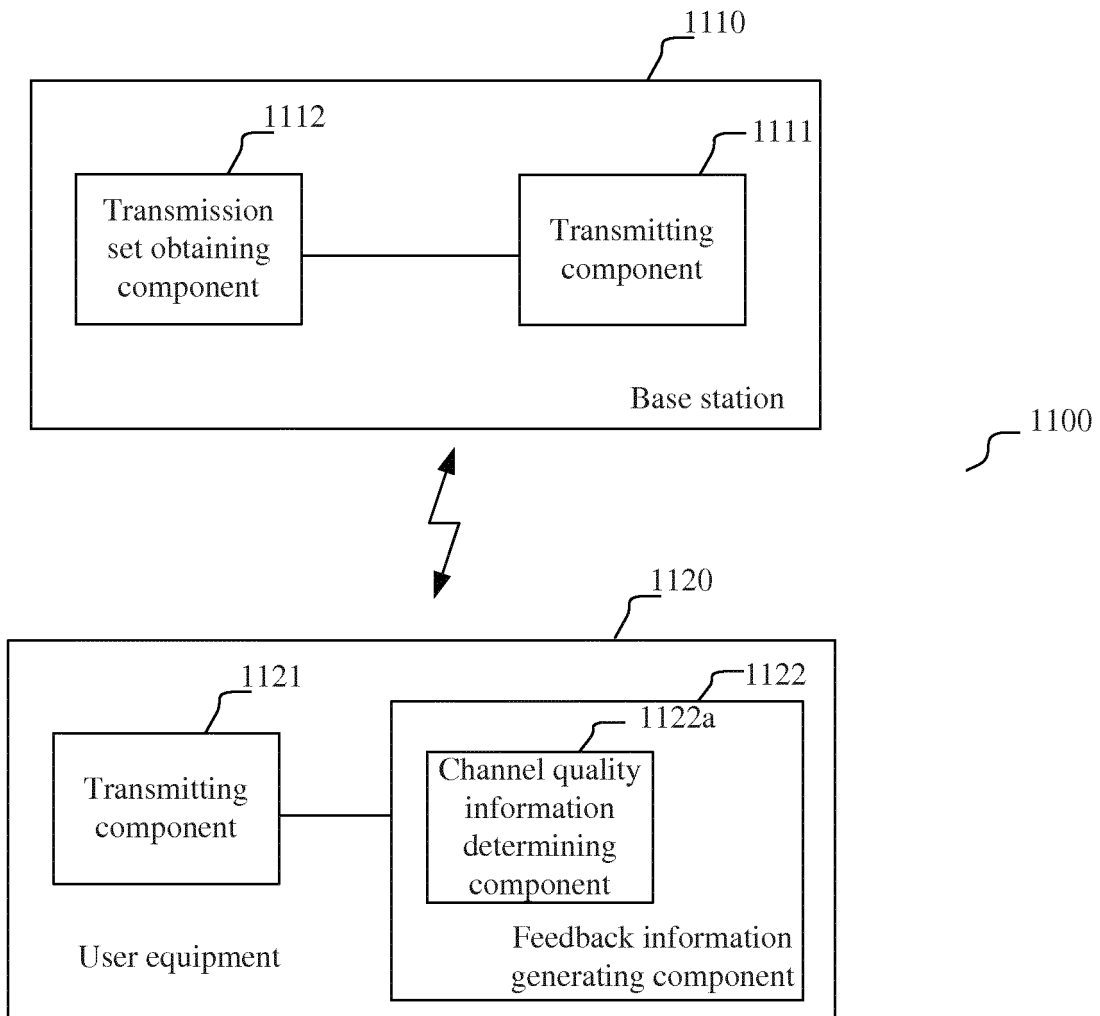 1110
1112
1111
Transmission
set obtaining
component
Transmitting
component
Base station
1100
1120
1121
1122
1122a
Transmitting
component
Channel quality
information
determining
component
User equipment
Feedback information
generating component